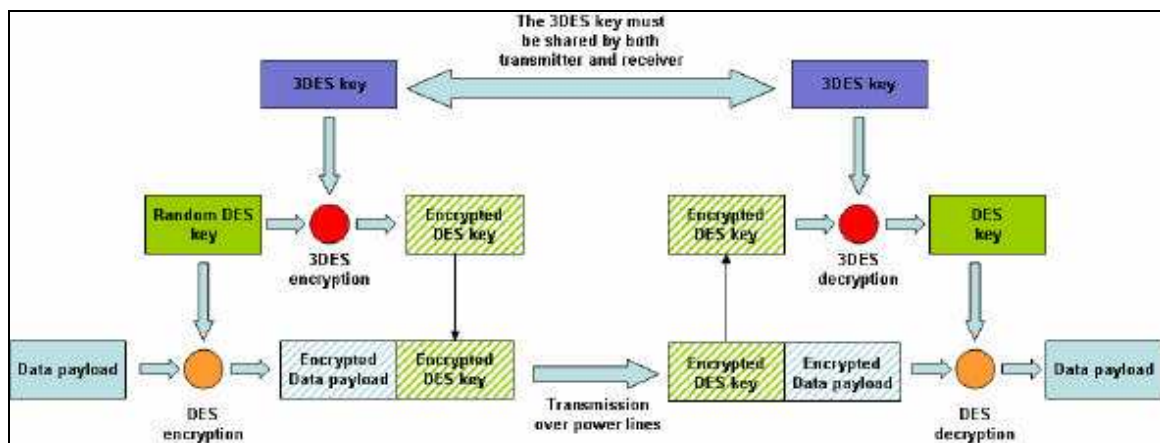 The 3DES key must
be shared by both
transmitter and receiver
3DES key
3DES key
Random DES
key
3DES
encryption
Encrypted
DES key
Encrypted
DES key
3DES
decryption
DES
key
Data payload
DES
encryption
Encrypted
Data payload
Encrypted
DES key
Transmission
over power lines
Encrypted
DES key
Encrypted
Data payload
DES
decryption
Data payload